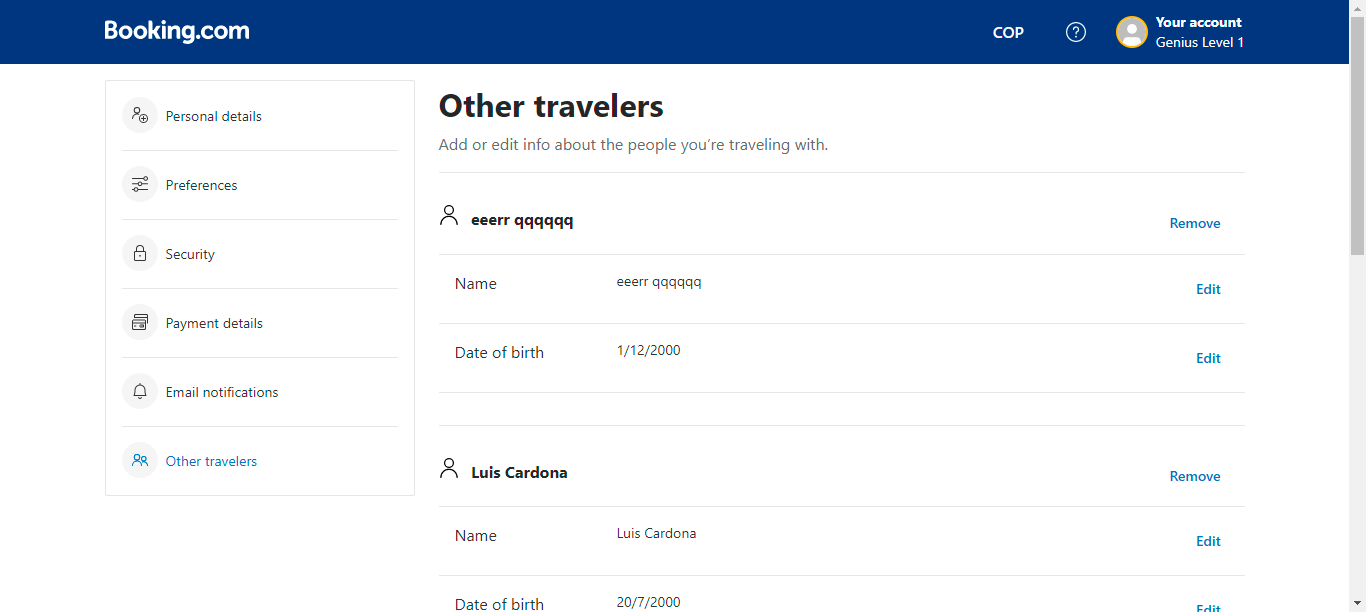 Booking.com
COP
Your account
Genius Level 1
Personal details
Preferences
Security
Payment details
Email notifications
Other travelers
Other travelers
Add or edit info about the people you’re traveling with.
eeerr qqqqqq
Remove
Name eeerr qqqqqq Edit
Date of birth 1/12/2000 Edit
Luis Cardona
Remove
Name Luis Cardona Edit
Date of birth 20/7/2000 Edit